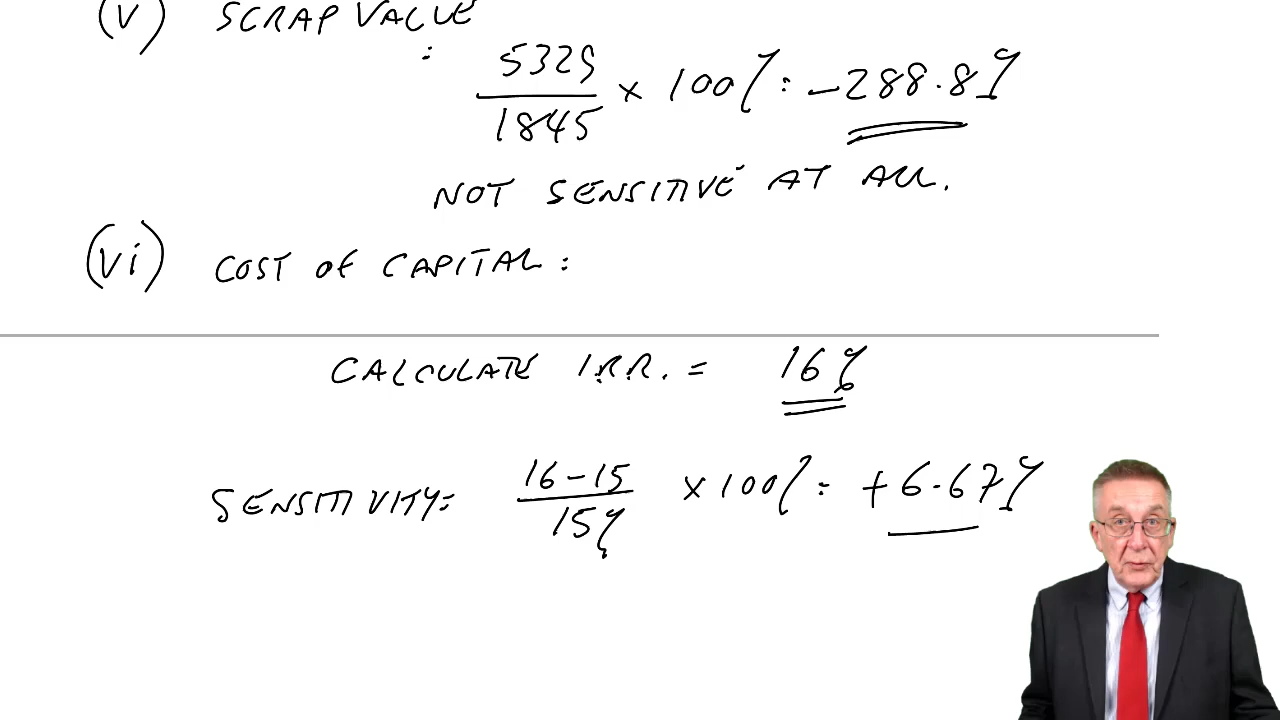 (v) SCRAP VALUE
: 5329 / 1845 × 100% = -288.8%
NOT SENSITIVE AT ALL.
(vi) COST OF CAPITAL:
CALCULATE I.R.R. = 16%
SENSITIVITY: 16-15 / 15% ×100% = +6.67%